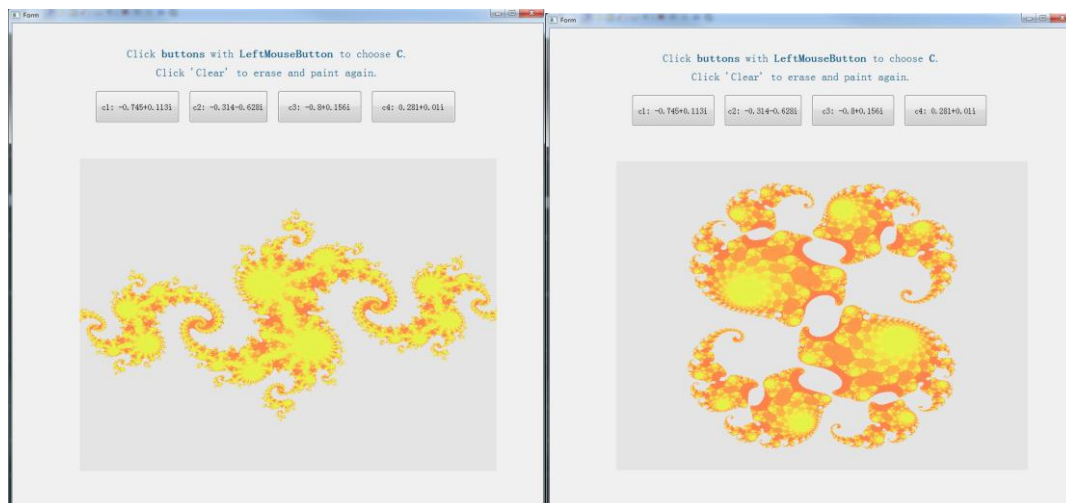 Form
Click buttons with LeftMouseButton to choose C.
Click 'Clear' to erase and paint again.
c1: -0.745+0.113i c2: -0.314-0.628i c3: -0.8+0.156i c4: 0.281+0.01i
Form
Click buttons with LeftMouseButton to choose C.
Click 'Clear' to erase and paint again.
c1: -0.745+0.113i c2: -0.314-0.628i c3: -0.8+0.156i c4: 0.281+0.01i